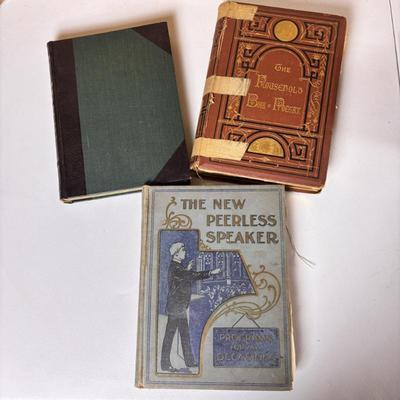 The
Household
Book of Poetry
THE NEW
PEERLESS
SPEAKER
PROGRAMS
FOR ALL
OCCASIONS